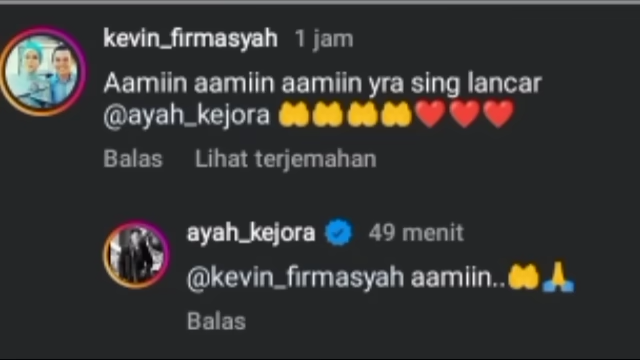 kevin_firmasyah 1 jam
Aamiin aamiin aamiin yra sing lancar
@ayah_kejora 🤲🤲🤲🤲❤️❤️❤️
Balas Lihat terjemahan
ayah_kejora 49 menit
@kevin_firmasyah aamiin..🤲🙏
Balas